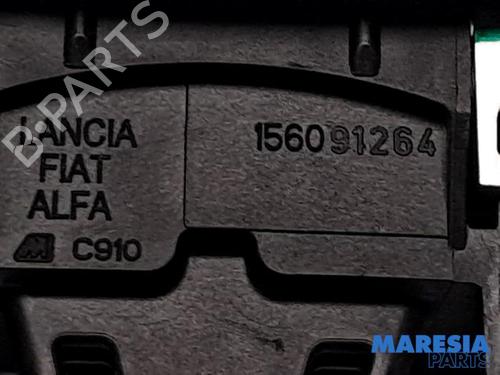 B-PARTS
LANCIA
FIAT
ALFA
C910
156091264
MARESIA
PARTS